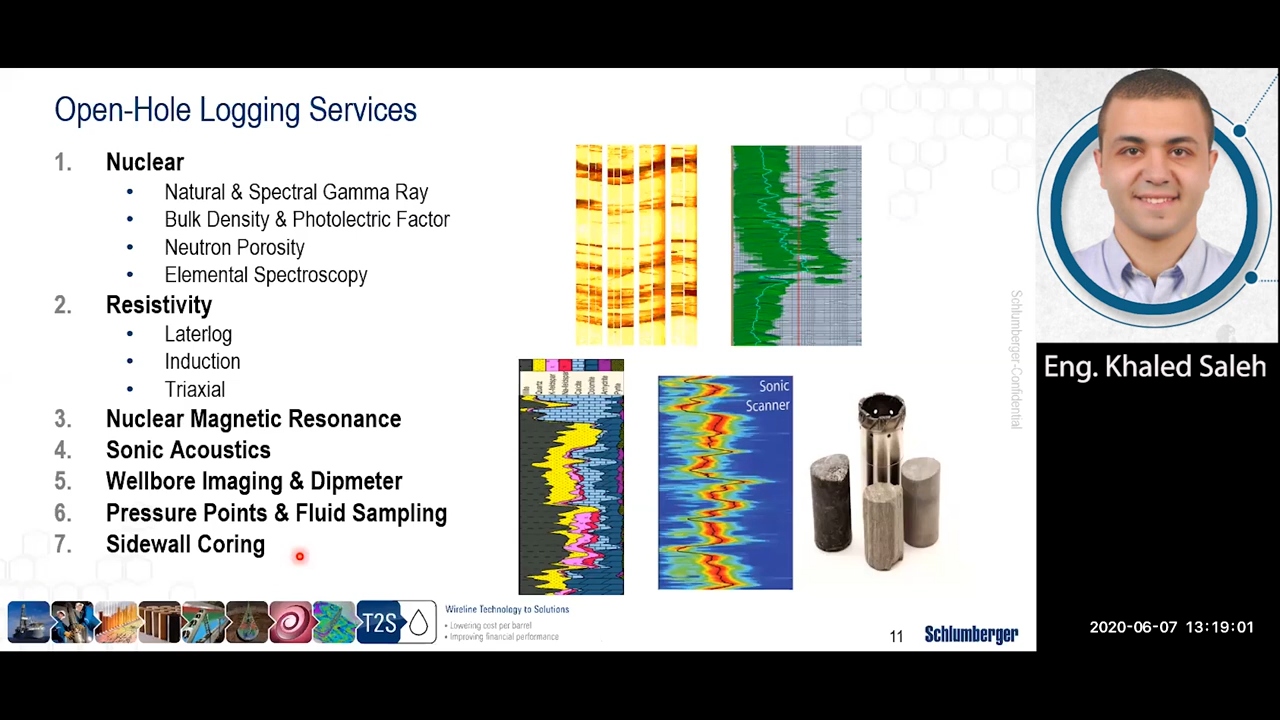 Open-Hole Logging Services
1. Nuclear
• Natural & Spectral Gamma Ray
• Bulk Density & Photolectric Factor
• Neutron Porosity
• Elemental Spectroscopy
2. Resistivity
• Laterlog
• Induction
• Triaxial
3. Nuclear Magnetic Resonance
4. Sonic Acoustics
5. Wellbore Imaging & Dipmeter
6. Pressure Points & Fluid Sampling
7. Sidewall Coring
Quartz
Sonic
Scanner
Schlumberger-Confidential
T2S
Wireline Technology to Solutions
• Lowering cost per barrel
• Improving financial performance
11
Schlumberger
Eng. Khaled Saleh
2020-06-07 13:19:01